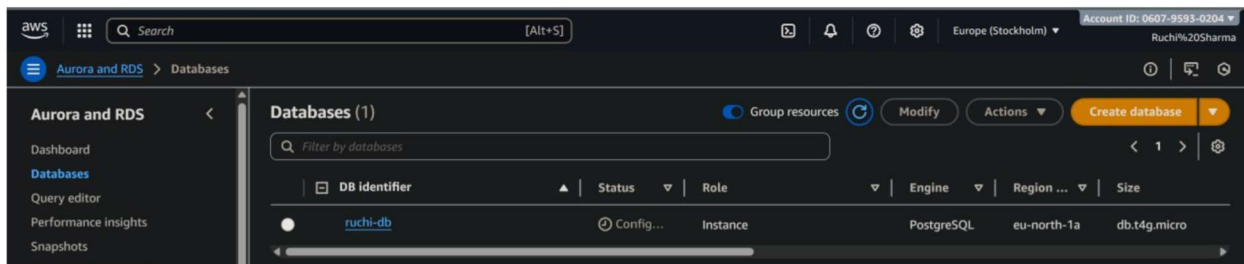 aws Search [Alt+S] Europe (Stockholm) Account ID: 0607-9593-0204
Ruchi%20Sharma
Aurora and RDS > Databases
Aurora and RDS
Dashboard
Databases
Query editor
Performance insights
Snapshots
Databases (1) Group resources Modify Actions Create database
Filter by databases 1
DB identifier Status Role Engine Region ... Size
ruchi-db Config... Instance PostgreSQL eu-north-1a db.t4g.micro